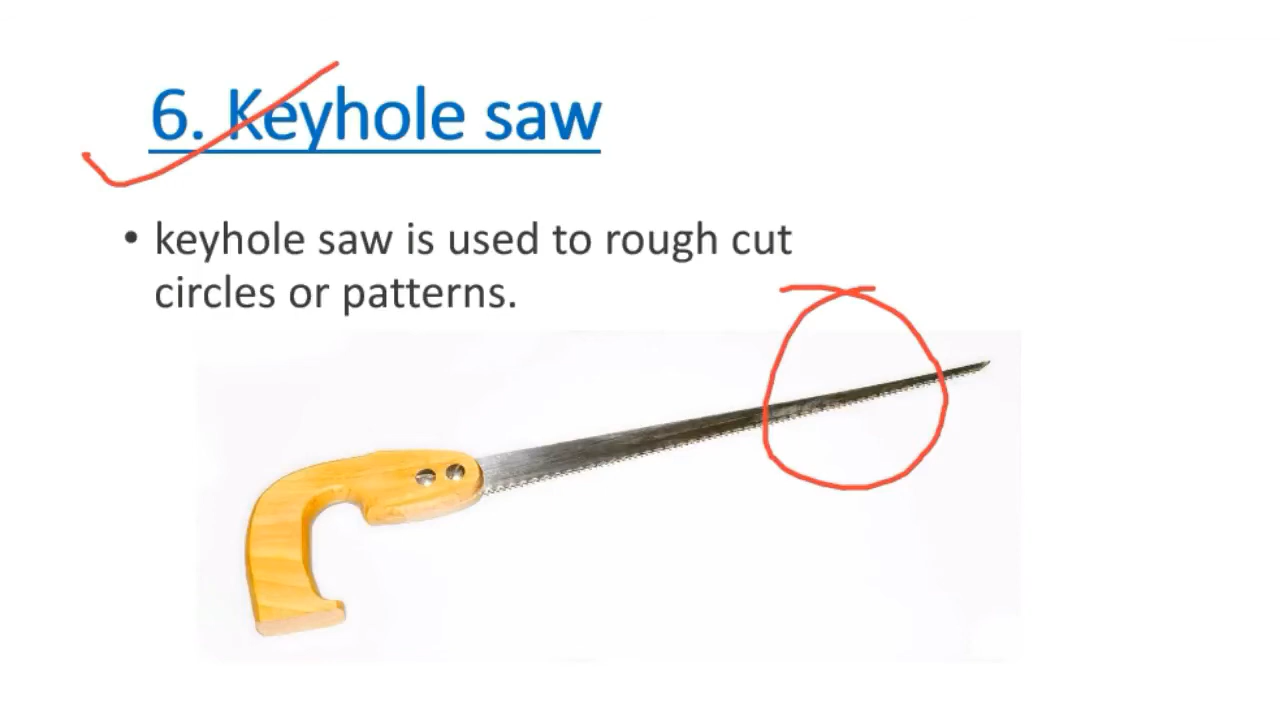 6. Keyhole saw
• keyhole saw is used to rough cut
circles or patterns.